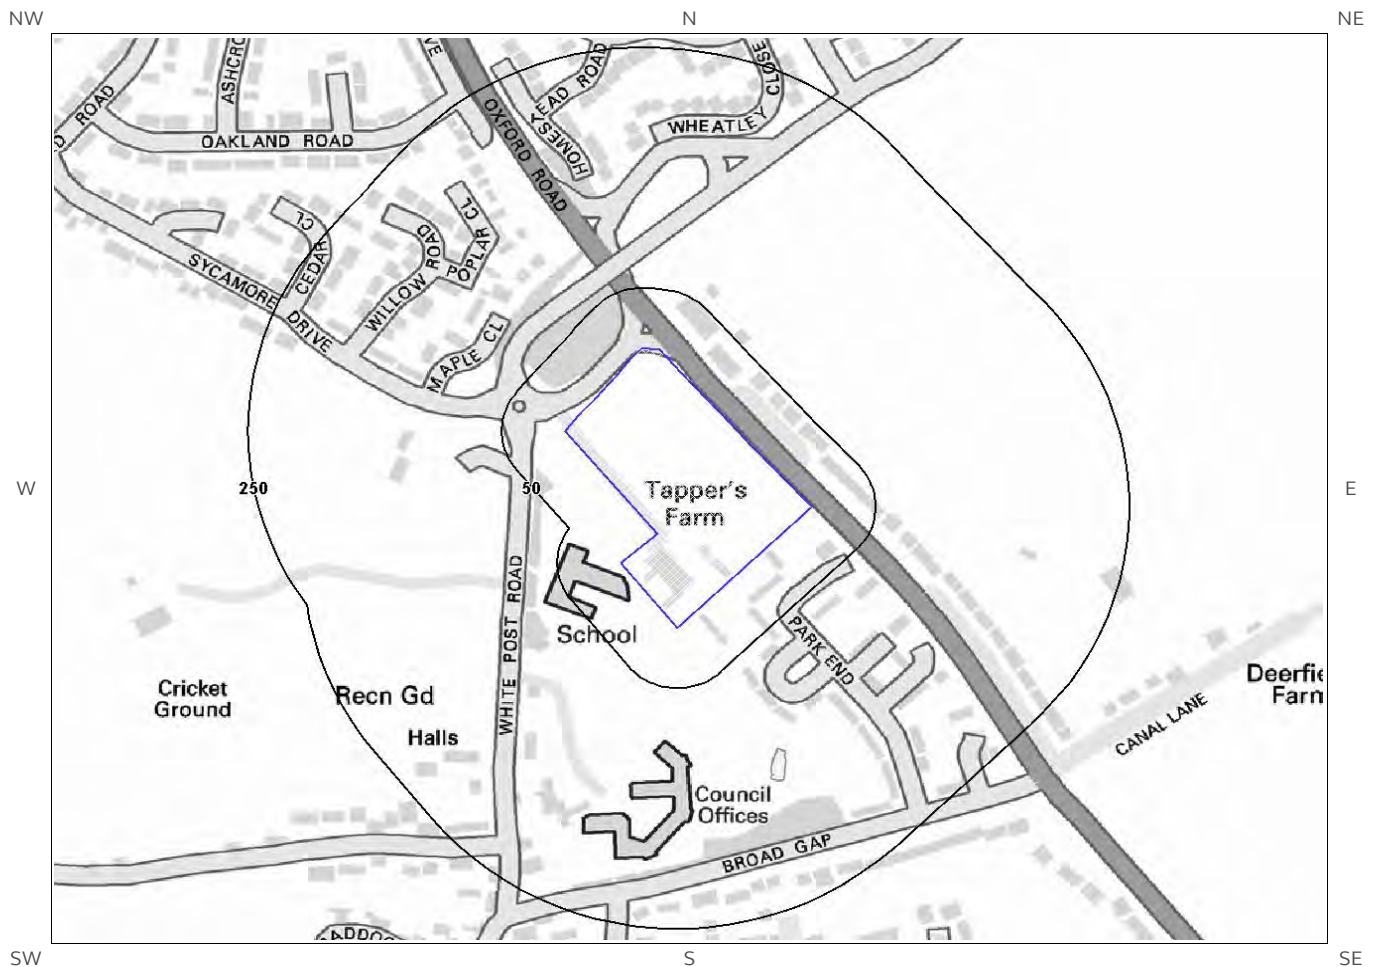 NW
N
NE
ASHCRO
VE
ROAD
D
OAKLAND ROAD
OXFORD ROAD
HOMESTEAD ROAD
WHEATLEY CLOSE
CEDAR CL
SYCAMORE DRIVE
WILLOW ROAD
POPLAR CL
MAPLE CL
W
250
50
Tapper's
Farm
E
WHITE POST ROAD
School
PARK END
Cricket
Ground
Recn Gd
Halls
Deerfie
Farm
CANAL LANE
Council
Offices
BROAD GAP
ADDOC
SW
S
SE